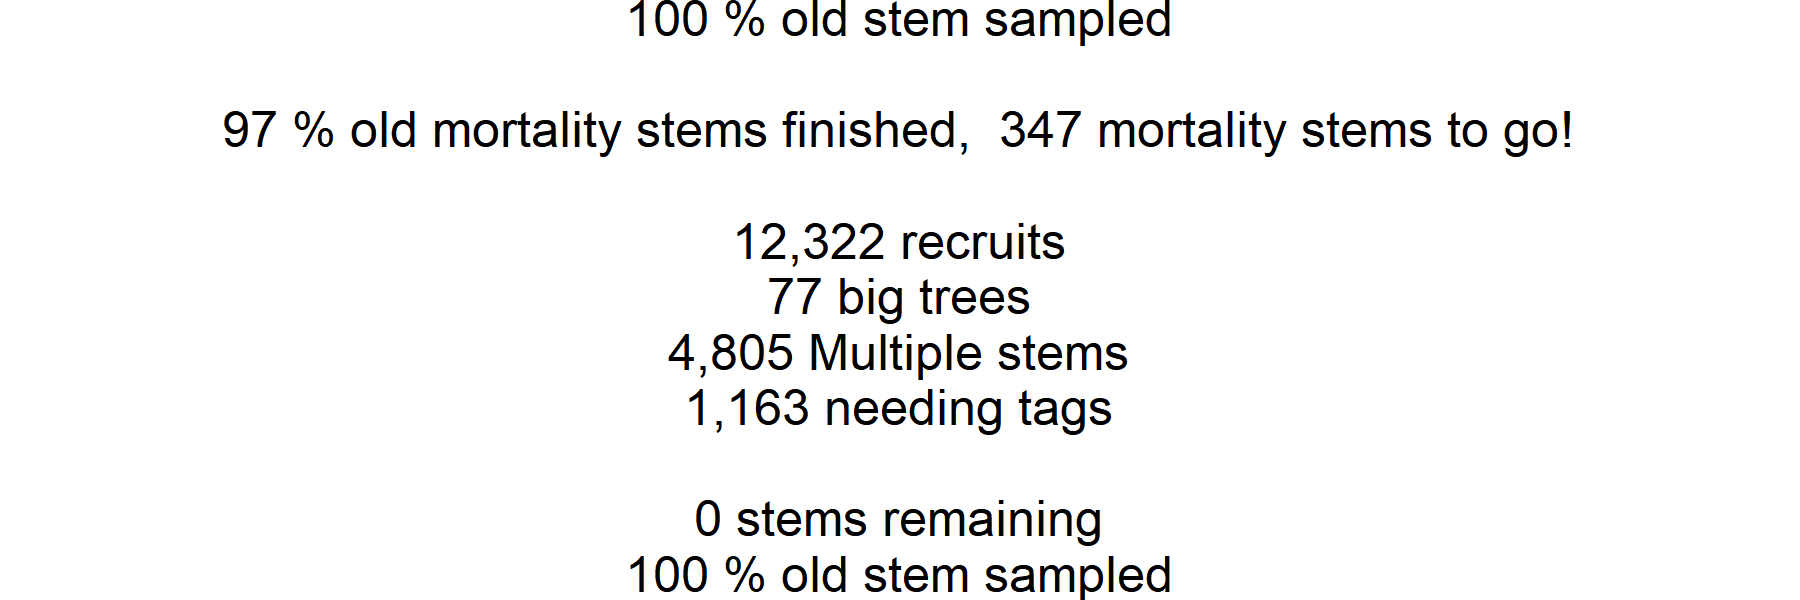 100 % old stem sampled
97 % old mortality stems finished,  347 mortality stems to go!
12,322 recruits
77 big trees
4,805 Multiple stems
1,163 needing tags
0 stems remaining
100 % old stem sampled